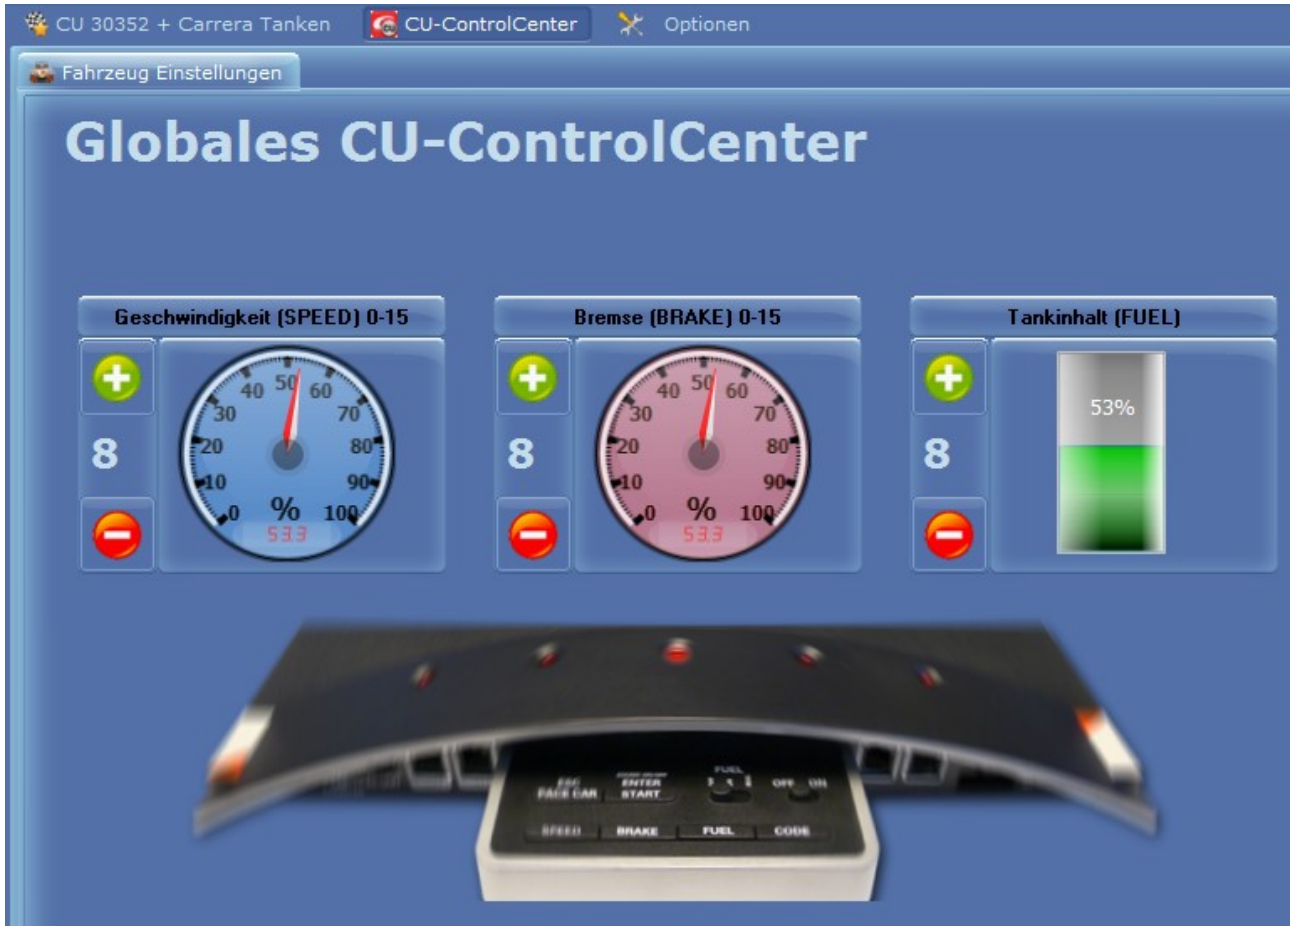 CU 30352 + Carrera Tanken CU-ControlCenter Optionen
Fahrzeug Einstellungen
Globales CU-ControlCenter
Geschwindigkeit (SPEED) 0-15
8
0 10 20 30 40 50 60 70 80 90 100
%
53.3
Bremse (BRAKE) 0-15
8
0 10 20 30 40 50 60 70 80 90 100
%
53.3
Tankinhalt (FUEL)
8
53%
ESC
PACE CAR
ENTER
START
FUEL
OFF ON
SPEED BRAKE FUEL CODE